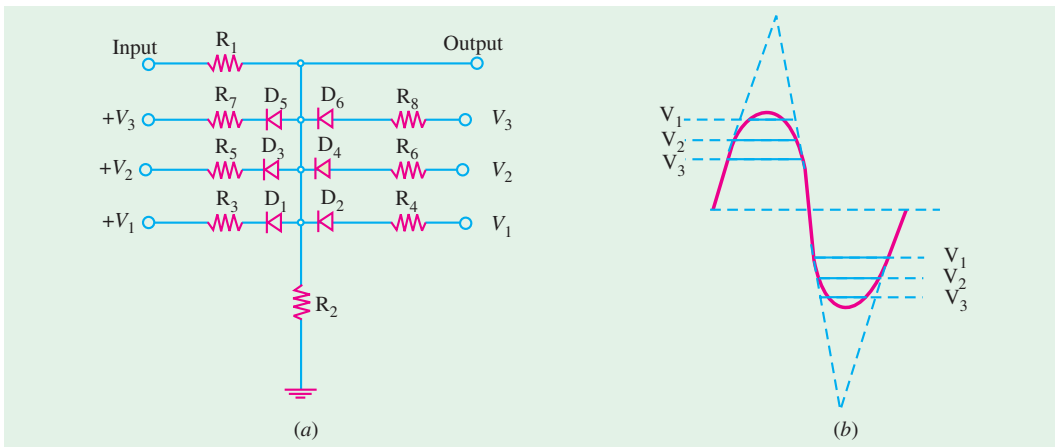 Input R1 Output
+V3 R7 D5 D6 R8 V3
+V2 R5 D3 D4 R6 V2
+V1 R3 D1 D2 R4 V1
R2
(a)
V1
V2
V3
V1
V2
V3
(b)